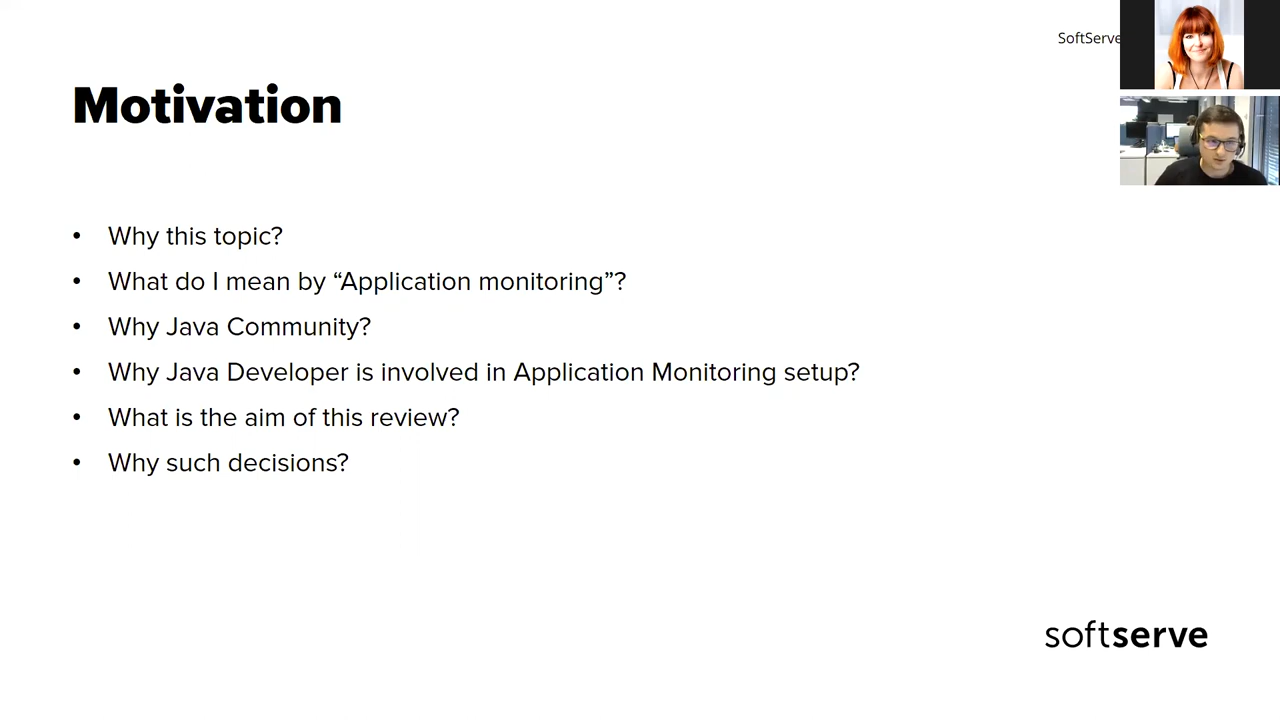 SoftServe
Motivation
• Why this topic?
• What do I mean by “Application monitoring”?
• Why Java Community?
• Why Java Developer is involved in Application Monitoring setup?
• What is the aim of this review?
• Why such decisions?
softserve